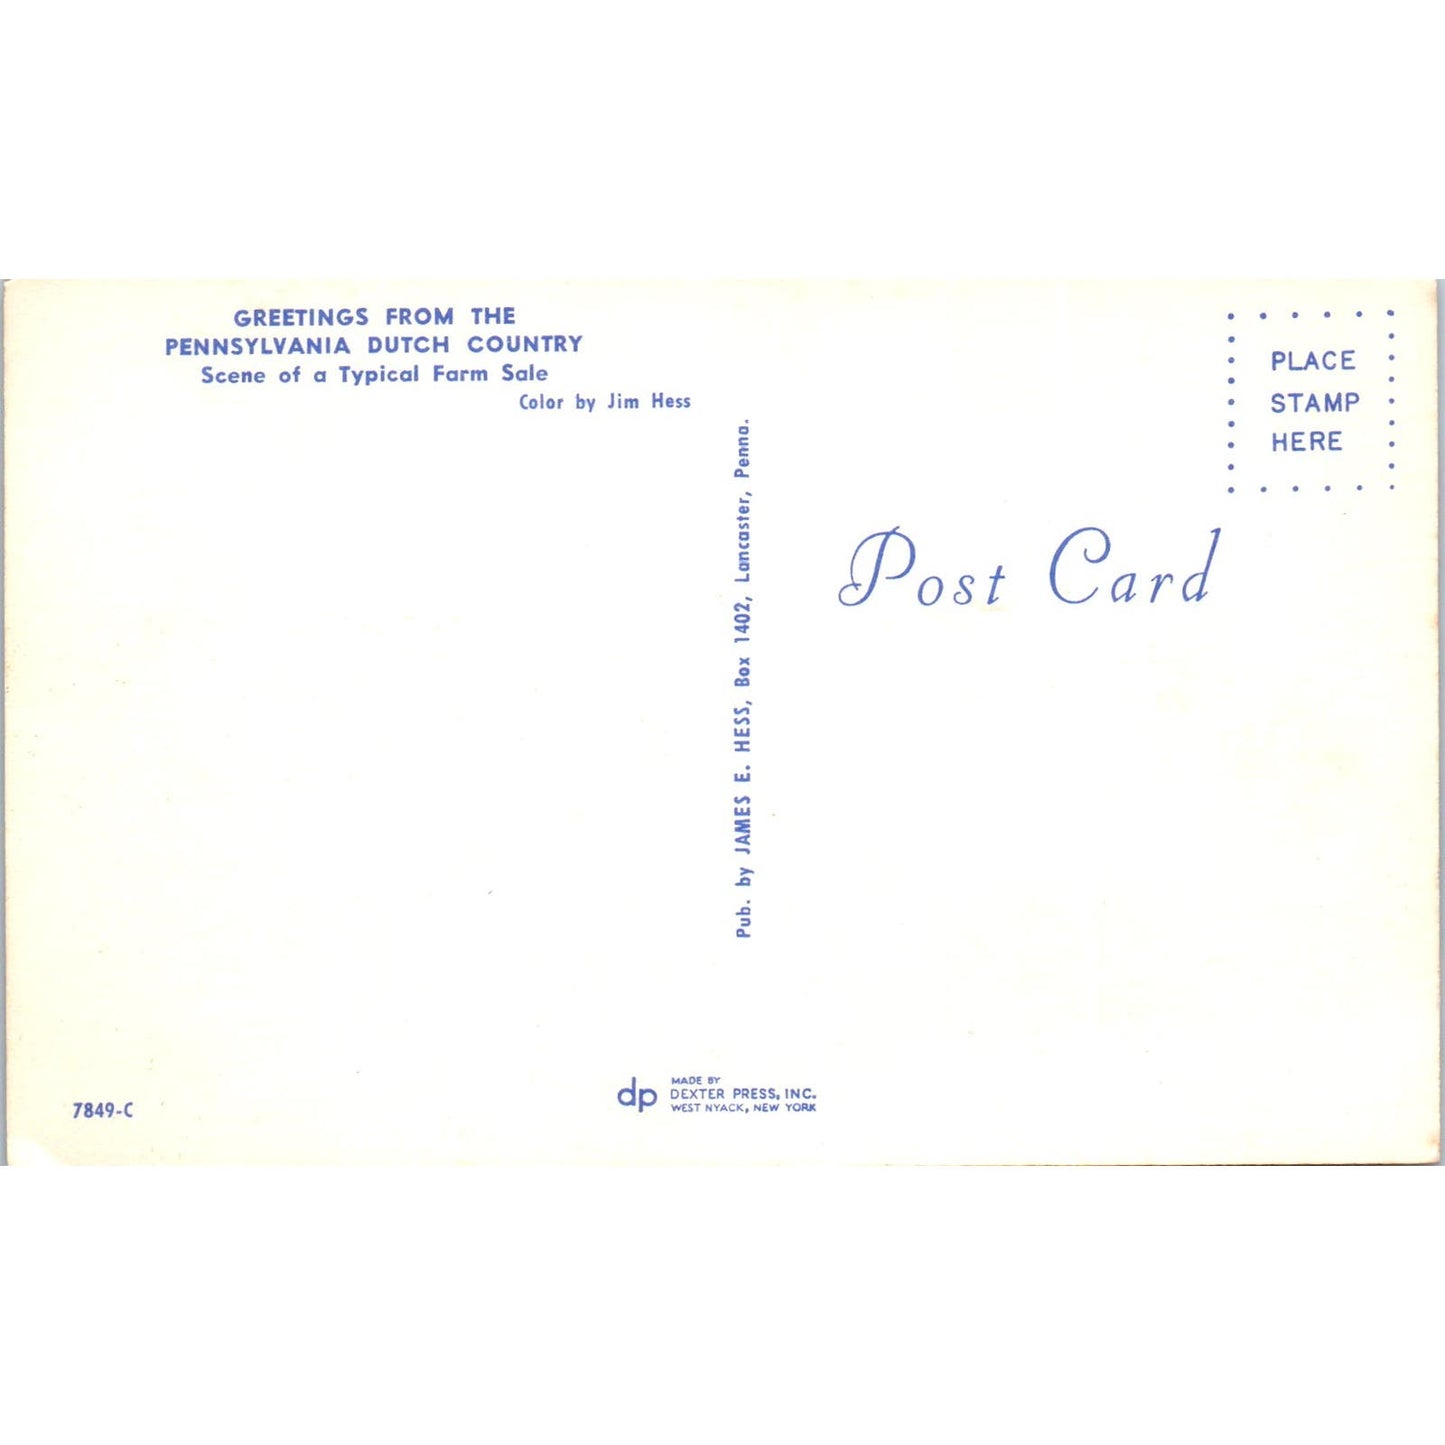 GREETINGS FROM THE
PENNSYLVANIA DUTCH COUNTRY
Scene of a Typical Farm Sale
Color by Jim Hess
Pub. by JAMES E. HESS, Box 1402, Lancaster, Penna.
PLACE
STAMP
HERE
Post Card
7849-C
dp
MADE BY
DEXTER PRESS, INC.
WEST NYACK, NEW YORK